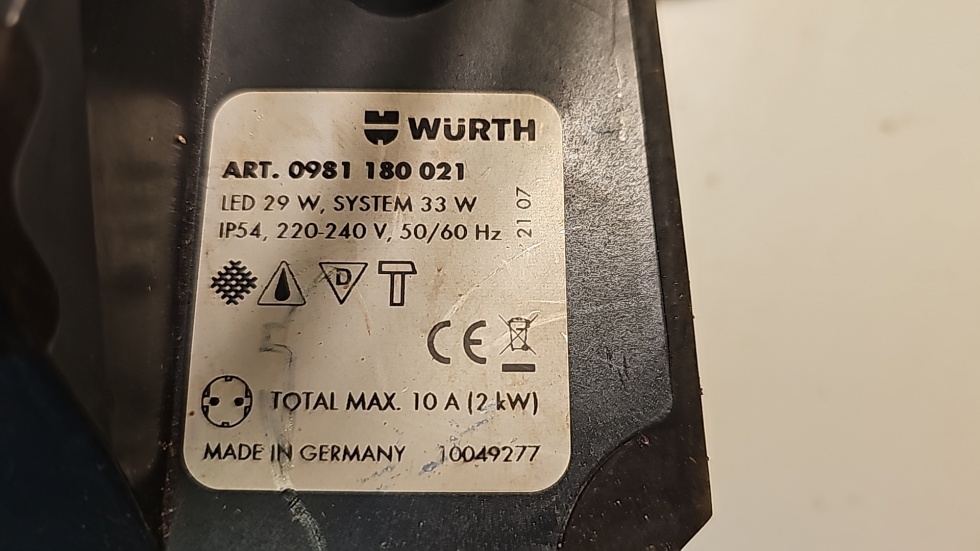 WÜRTH
ART. 0981 180 021
LED 29 W, SYSTEM 33 W
IP54, 220-240 V, 50/60 Hz
21 07
D
CE
TOTAL MAX. 10 A (2 kW)
MADE IN GERMANY 10049277